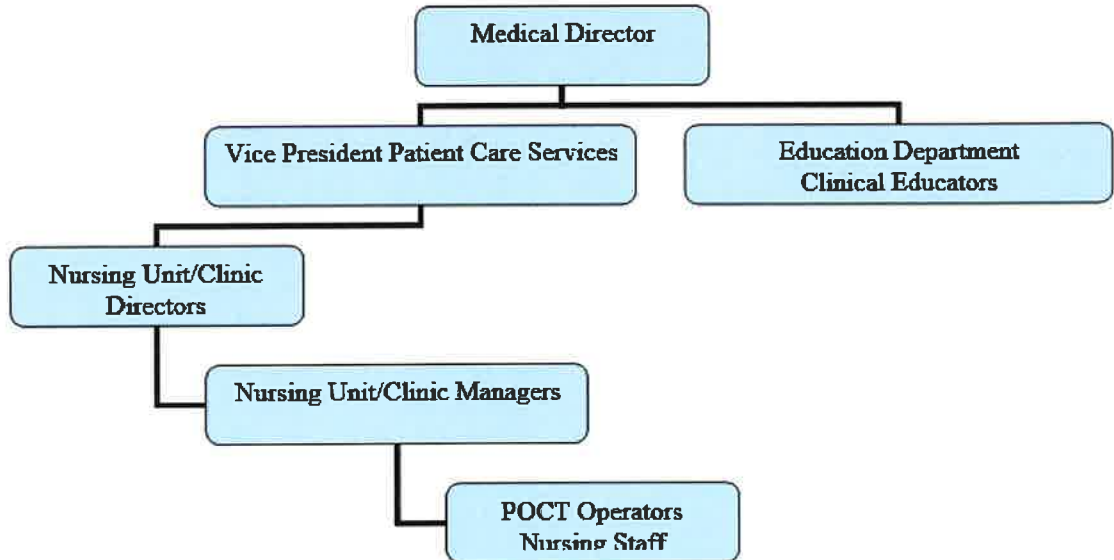 Medical Director
Vice President Patient Care Services
Education Department
Clinical Educators
Nursing Unit/Clinic
Directors
Nursing Unit/Clinic Managers
POCT Operators
Nursing Staff